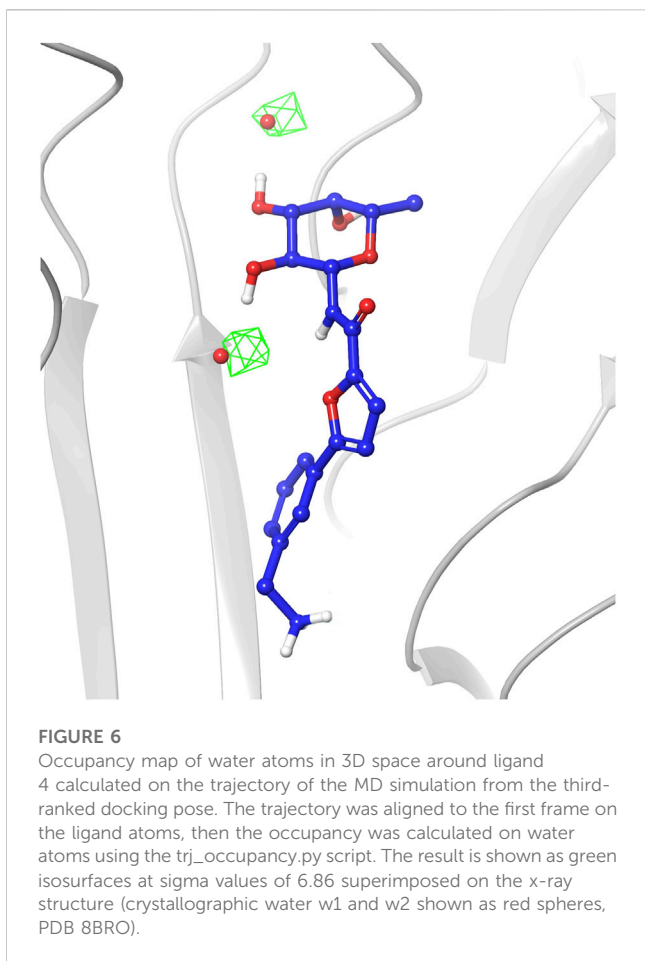 FIGURE 6
Occupancy map of water atoms in 3D space around ligand
4 calculated on the trajectory of the MD simulation from the third-
ranked docking pose. The trajectory was aligned to the first frame on
the ligand atoms, then the occupancy was calculated on water
atoms using the trj_occupancy.py script. The result is shown as green
isosurfaces at sigma values of 6.86 superimposed on the x-ray
structure (crystallographic water w1 and w2 shown as red spheres,
PDB 8BRO).